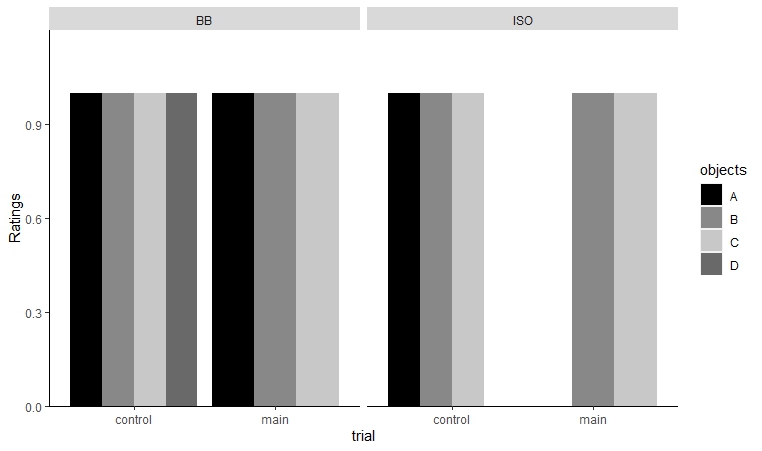 BB
ISO
Ratings
0.9
0.6
0.3
0.0
control
main
control
main
trial
objects
A
B
C
D